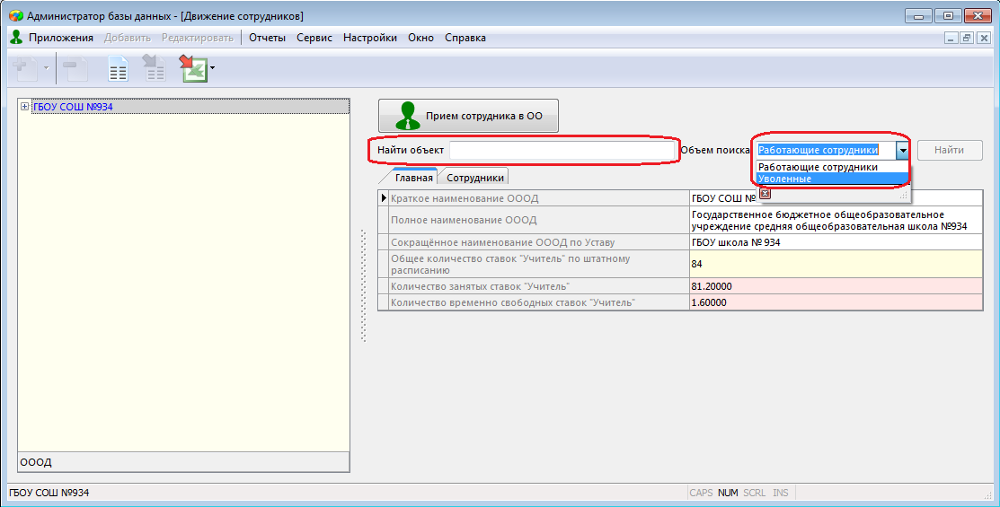 Администратор базы данных - [Движение сотрудников]
Приложения Добавить Редактировать Отчеты Сервис Настройки Окно Справка
ГБОУ СОШ №934
Прием сотрудника в ОО
Найти объект Объем поиска Работающие сотрудники Найти
Работающие сотрудники
Уволенные
Главная Сотрудники
Краткое наименование ОООД ГБОУ СОШ №
Полное наименование ОООД Государственное бюджетное общеобразовательное
учреждение средняя общеобразовательная школа №934
Сокращённое наименование ОООД по Уставу ГБОУ школа № 934
Общее количество ставок "Учитель" по штатному
расписанию 84
Количество занятых ставок "Учитель" 81.20000
Количество временно свободных ставок "Учитель" 1.60000
ОООД
ГБОУ СОШ №934 CAPS NUM SCRL INS